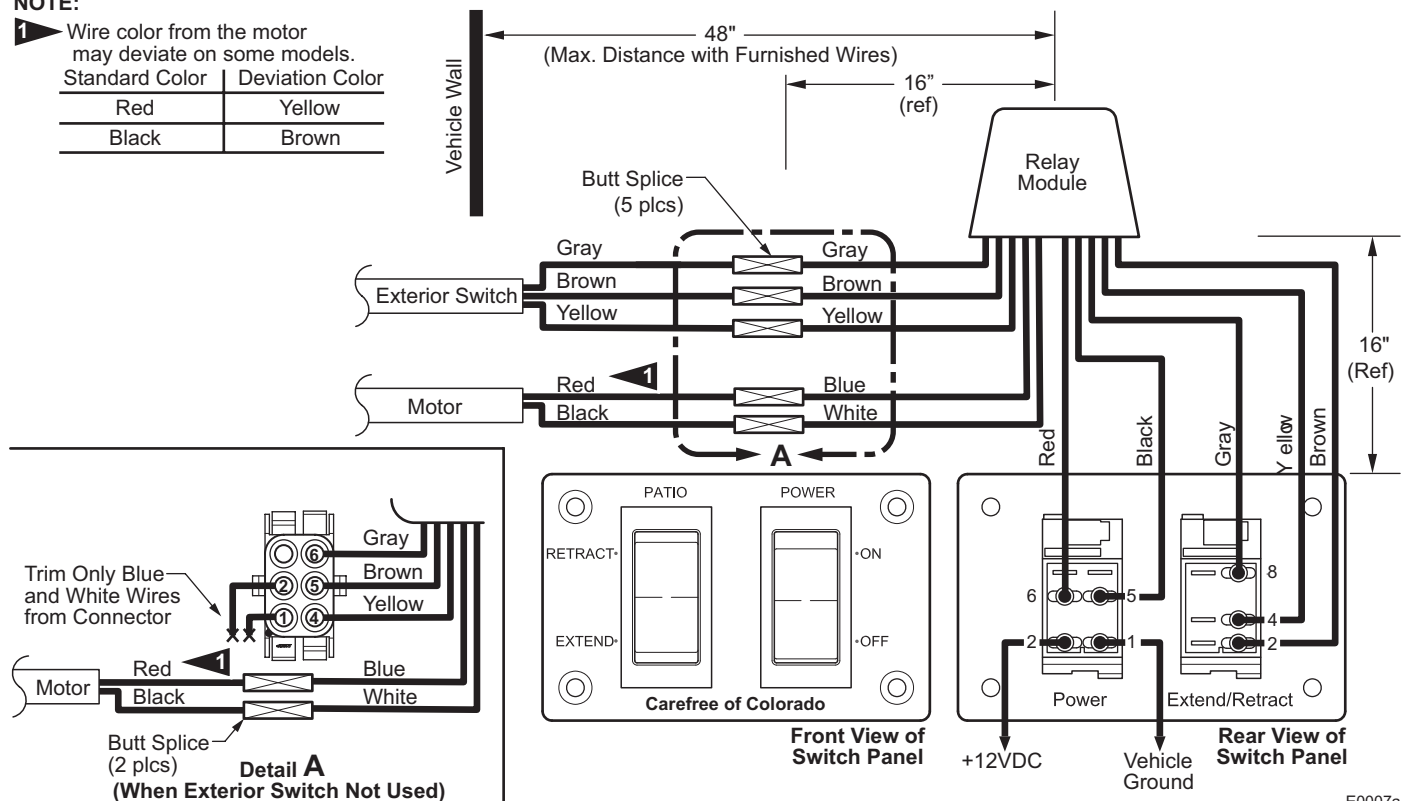 NOTE:
1 Wire color from the motor
may deviate on some models.
Standard Color Deviation Color
Red Yellow
Black Brown
Vehicle Wall
48"
(Max. Distance with Furnished Wires)
16”
(ref)
Relay
Module
Butt Splice
(5 plcs)
Gray Gray
Exterior Switch
Brown Brown
Yellow Yellow
Motor
Red 1 Blue
Black White
A
16"
(Ref)
Red
Black
Gray
Yellow
Brown
PATIO POWER
RETRACT ON
EXTEND OFF
Carefree of Colorado
Front View of
Switch Panel
8
6 5
4
2 1 2
Power Extend/Retract
+12VDC
Vehicle
Ground
Rear View of
Switch Panel
Trim Only Blue
and White Wires
from Connector
6 Gray
2 5 Brown
1 4 Yellow
Motor
Red 1 Blue
Black White
Butt Splice
(2 plcs)
Detail A
(When Exterior Switch Not Used)